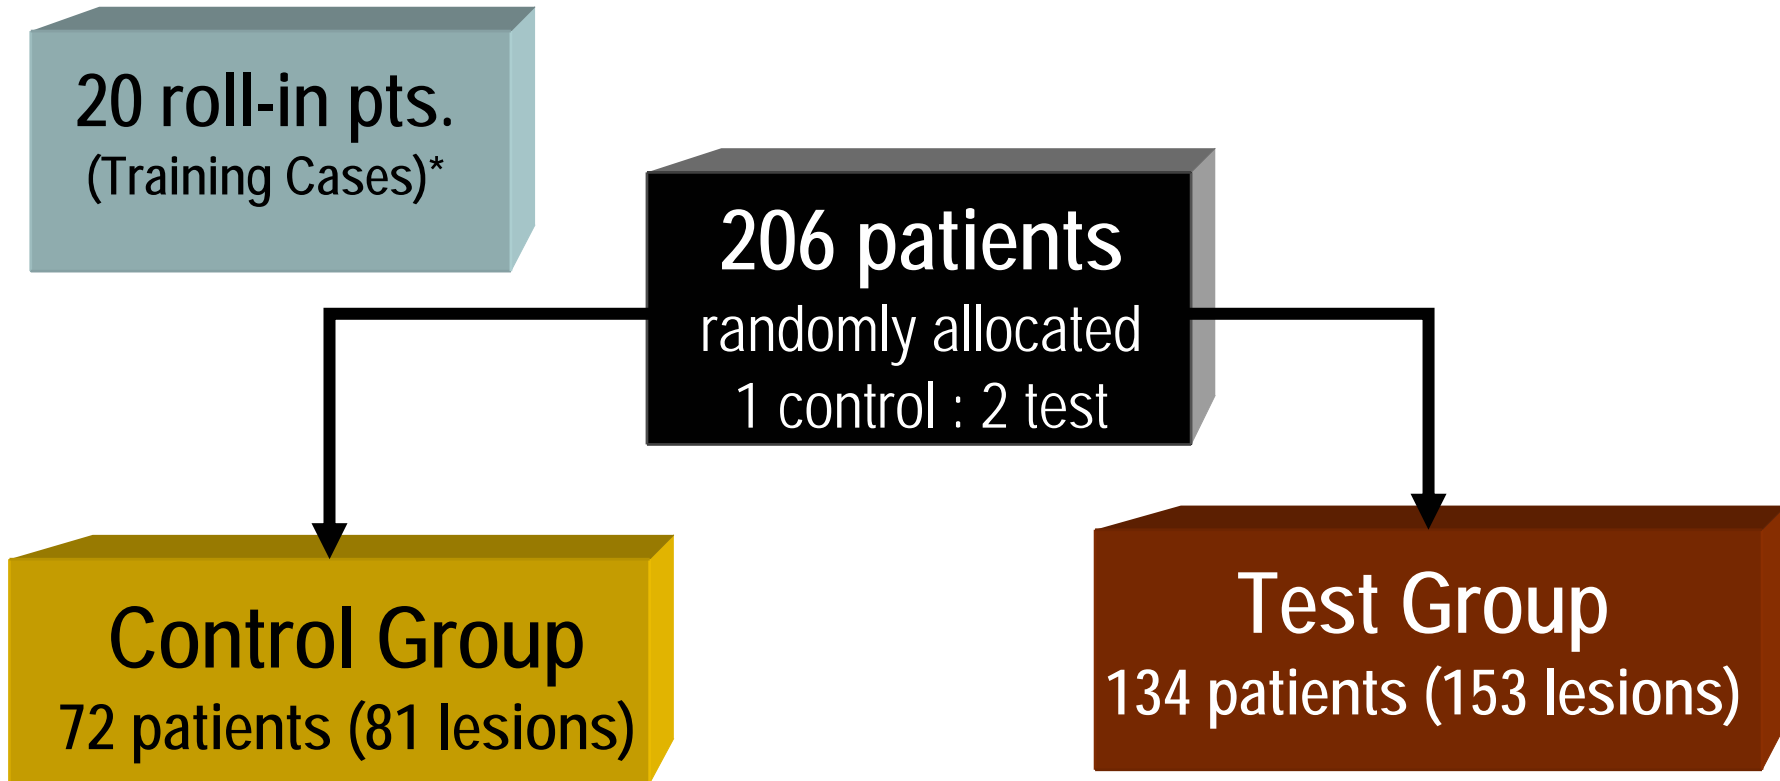 20 roll-in pts.
(Training Cases)*
206 patients
randomly allocated
1 control : 2 test
Control Group
72 patients (81 lesions)
Test Group
134 patients (153 lesions)